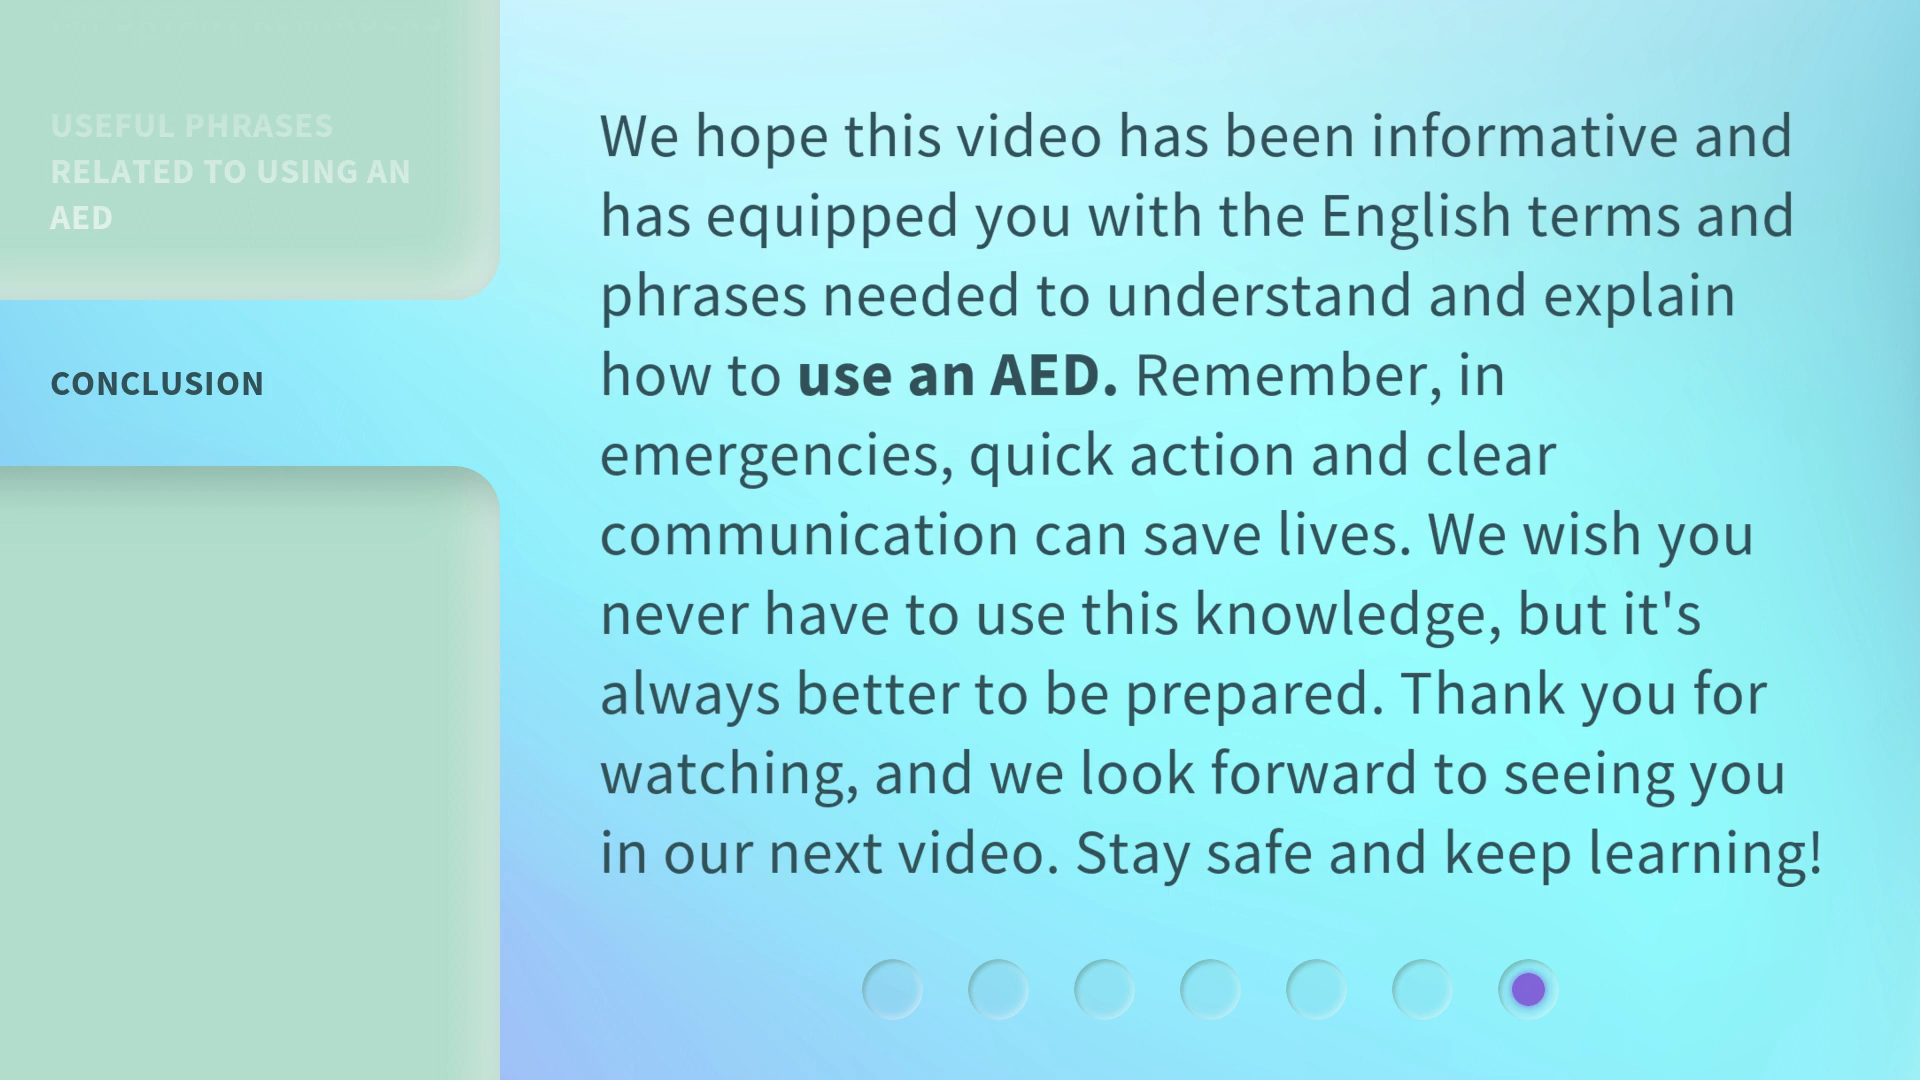 USEFUL PHRASES
RELATED TO USING AN
AED
CONCLUSION
We hope this video has been informative and
has equipped you with the English terms and
phrases needed to understand and explain
how to use an AED. Remember, in
emergencies, quick action and clear
communication can save lives. We wish you
never have to use this knowledge, but it's
always better to be prepared. Thank you for
watching, and we look forward to seeing you
in our next video. Stay safe and keep learning!